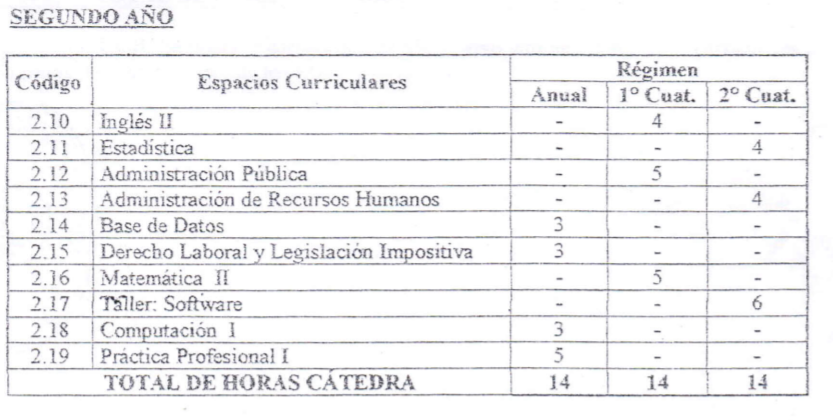 SEGUNDO AÑO
Código Espacios Curriculares Régimen
Anual 1º Cuat. 2º Cuat.
2.10 Inglés II - 4 -
2.11 Estadística - - 4
2.12 Administración Pública - 5 -
2.13 Administración de Recursos Humanos - - 4
2.14 Base de Datos 3 - -
2.15 Derecho Laboral y Legislación Impositiva 3 - -
2.16 Matemática II - 5 -
2.17 Taller: Software - - 6
2.18 Computación I 3 - -
2.19 Práctica Profesional I 5 - -
TOTAL DE HORAS CÁTEDRA 14 14 14